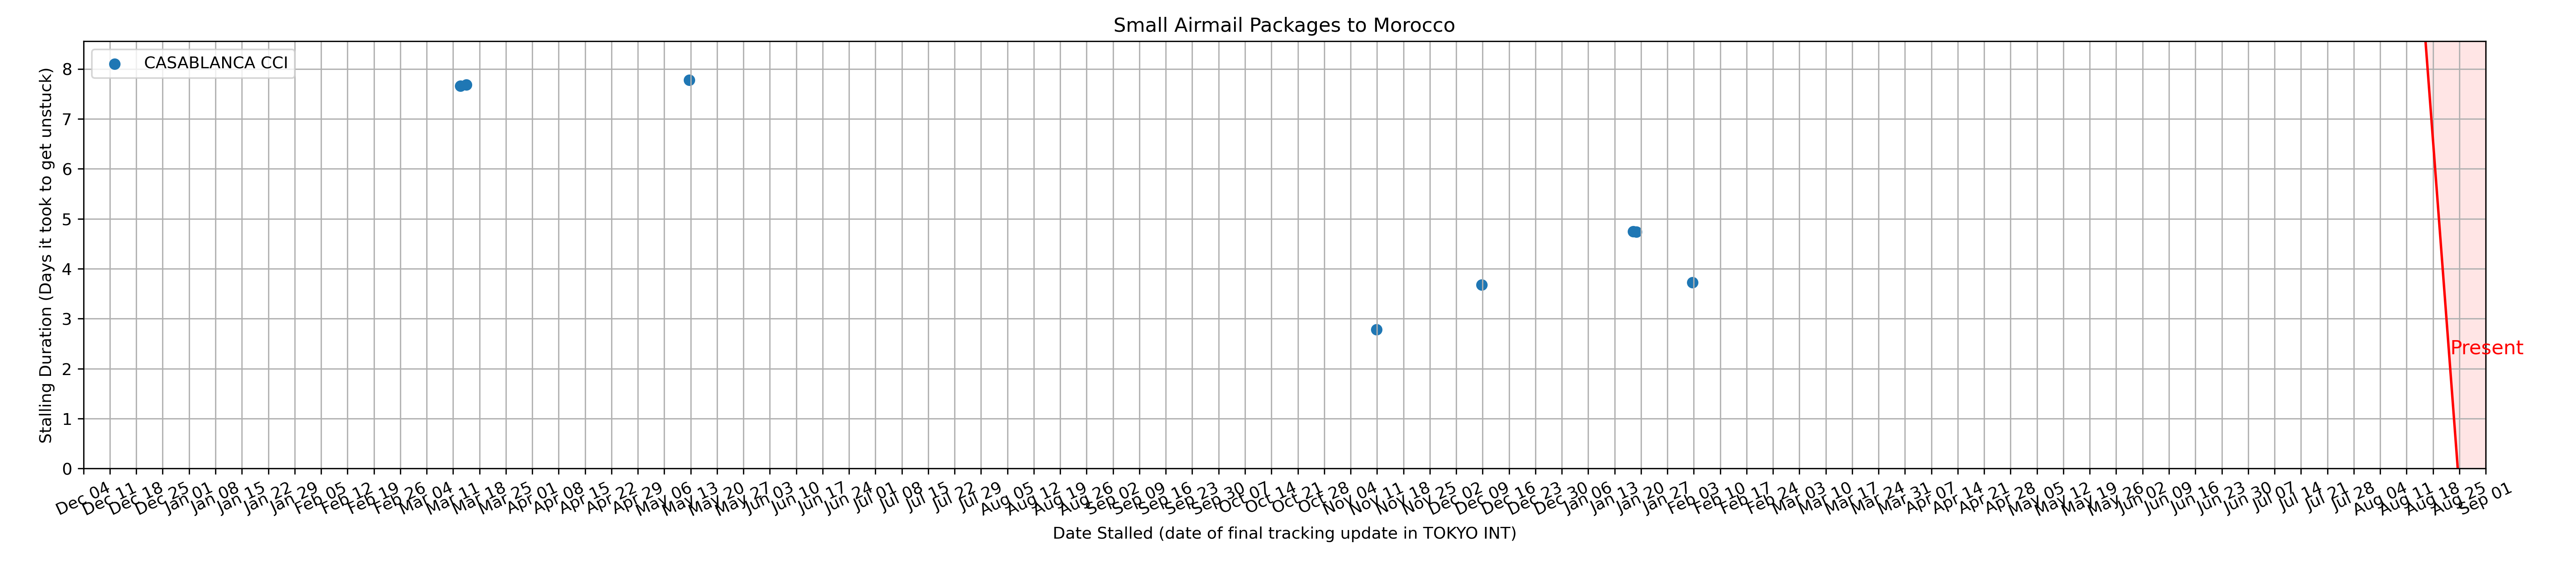 Small Airmail Packages to Morocco
CASABLANCA CCI
Stalling Duration (Days it took to get unstuck)
8
7
6
5
4
3
2
1
0
Present
Dec 04
Dec 11
Dec 18
Dec 25
Jan 01
Jan 08
Jan 15
Jan 22
Jan 29
Feb 05
Feb 12
Feb 19
Feb 26
Mar 04
Mar 11
Mar 18
Mar 25
Apr 01
Apr 08
Apr 15
Apr 22
Apr 29
May 06
May 13
May 20
May 27
Jun 03
Jun 10
Jun 17
Jun 24
Jul 01
Jul 08
Jul 15
Jul 22
Jul 29
Aug 05
Aug 12
Aug 19
Aug 26
Sep 02
Sep 09
Sep 16
Sep 23
Sep 30
Oct 07
Oct 14
Oct 21
Oct 28
Nov 04
Nov 11
Nov 18
Nov 25
Dec 02
Dec 09
Dec 16
Dec 23
Dec 30
Jan 06
Jan 13
Jan 20
Jan 27
Feb 03
Feb 10
Feb 17
Feb 24
Mar 03
Mar 10
Mar 17
Mar 24
Mar 31
Apr 07
Apr 14
Apr 21
Apr 28
May 05
May 12
May 19
May 26
Jun 02
Jun 09
Jun 16
Jun 23
Jun 30
Jul 07
Jul 14
Jul 21
Jul 28
Aug 04
Aug 11
Aug 18
Aug 25
Sep 01
Date Stalled (date of final tracking update in TOKYO INT)